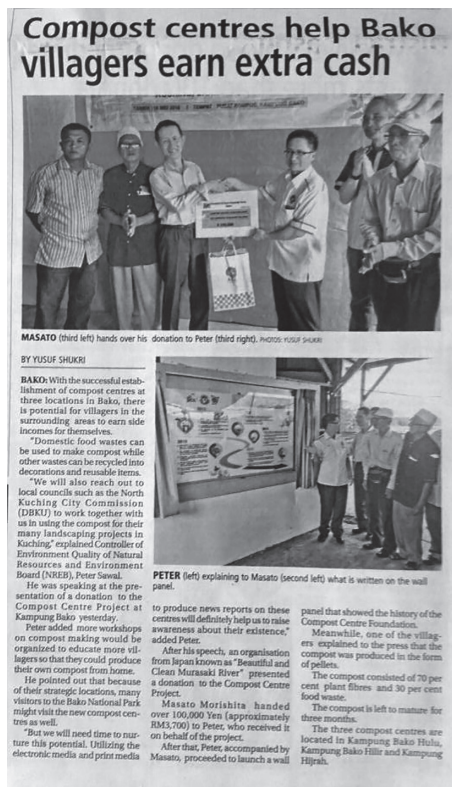 Compost centres help Bako
villagers earn extra cash
MASATO (third left) hands over his donation to Peter (third right). PHOTOS: YUSUF SHUKRI
BY YUSUF SHUKRI
BAKO: With the successful estab-
lishment of compost centres at
three locations in Bako, there
is potential for villagers in the
surrounding areas to earn side
incomes for themselves.
"Domestic food wastes can
be used to make compost while
other wastes can be recycled into
decorations and reusable items.
"We will also reach out to
local councils such as the North
Kuching City Commission
(DBKU) to work together with
us in using the compost for their
many landscaping projects in
Kuching," explained Controller of
Environment Quality of Natural
Resources and Environment
Board (NREB), Peter Sawal.
He was speaking at the pre-
sentation of a donation to the
Compost Centre Project at
Kampung Bako yesterday.
Peter added more workshops
on compost making would be
organized to educate more vil-
lagers so that they could produce
their own compost from home.
He pointed out that because
of their strategic locations, many
visitors to the Bako National Park
might visit the new compost cen-
tres as well.
"But we will need time to nur-
ture this potential. Utilizing the
electronic media and print media
PETER (left) explaining to Masato (second left) what is written on the wall
panel.
to produce news reports on these
centres will definitely help us to raise
awareness about their existence,"
added Peter.
After his speech, an organisation
from Japan known as "Beautiful and
Clean Murasaki River" presented
a donation to the Compost Centre
Project.
Masato Morishita handed
over 100,000 Yen (approximately
RM3,700) to Peter, who received it
on behalf of the project.
After that, Peter, accompanied by
Masato, proceeded to launch a wall
panel that showed the history of the
Compost Centre Foundation.
Meanwhile, one of the villag-
ers explained to the press that the
compost was produced in the form
of pellets.
The compost consisted of 70 per
cent plant fibres and 30 per cent
food waste.
The compost is left to mature for
three months.
The three compost centres are
located in Kampung Bako Hulu,
Kampung Bako Hilir and Kampung
Hijrah.